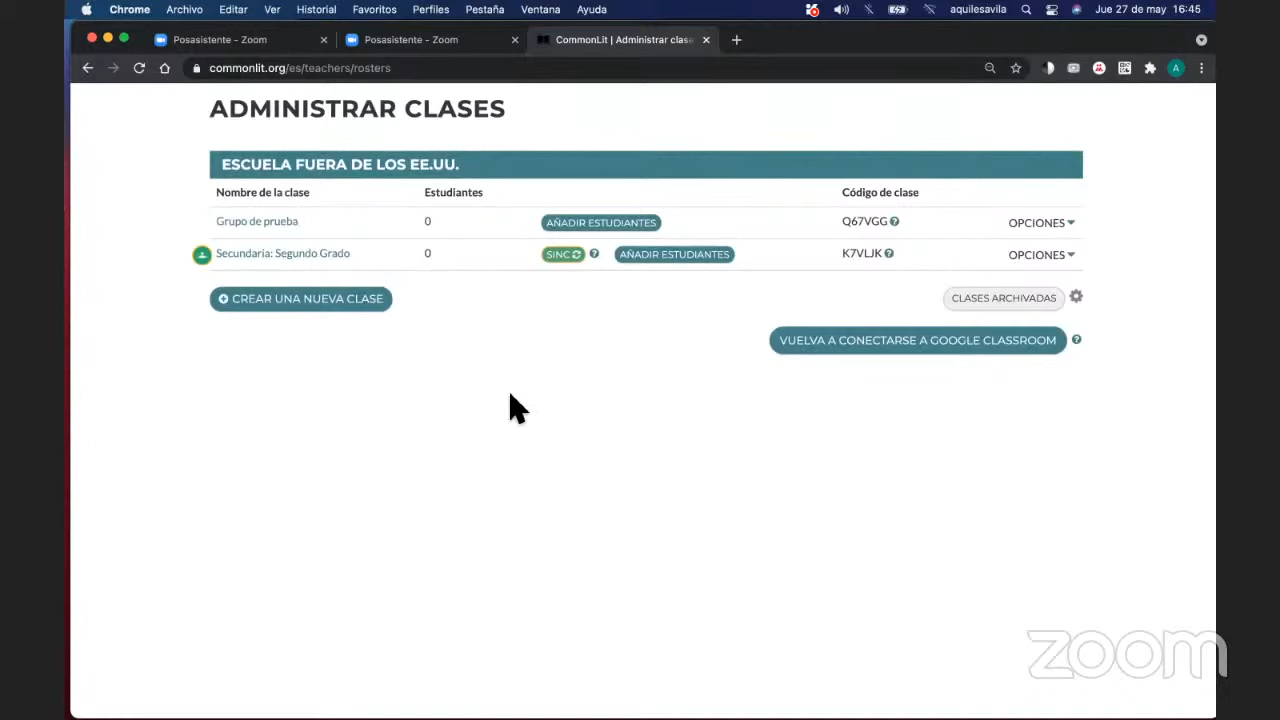 Chrome Archivo Editar Ver Historial Favoritos Perfiles Pestaña Ventana Ayuda aquilesavila Jue 27 de may 16:45
Posasistente - Zoom Posasistente - Zoom CommonLit | Administrar clase
commonlit.org/es/teachers/rosters A
ADMINISTRAR CLASES
ESCUELA FUERA DE LOS EE.UU.
Nombre de la clase Estudiantes Código de clase
Grupo de prueba 0 AÑADIR ESTUDIANTES Q67VGG OPCIONES
Secundaria: Segundo Grado 0 SINC AÑADIR ESTUDIANTES K7VLJK OPCIONES
CREAR UNA NUEVA CLASE CLASES ARCHIVADAS
VUELVA A CONECTARSE A GOOGLE CLASSROOM
zoom